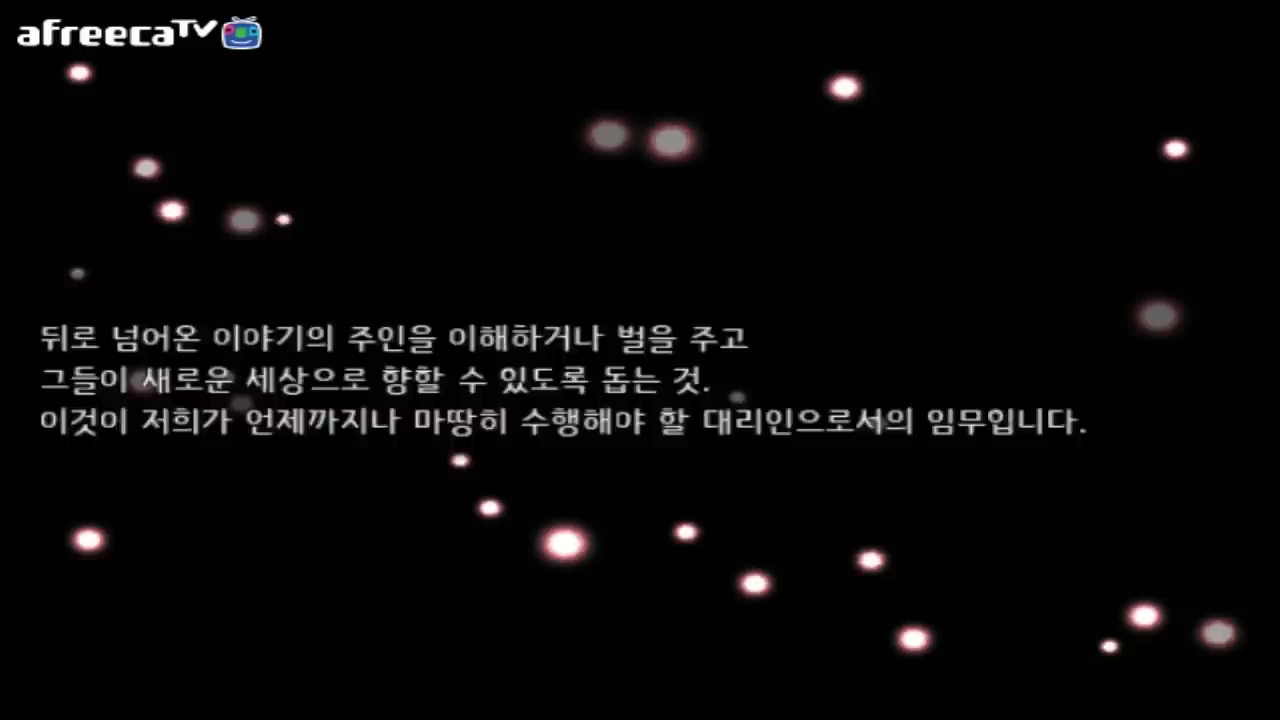 afreecaTV
뒤로 넘어온 이야기의 주인을 이해하거나 벌을 주고
그들이 새로운 세상으로 향할 수 있도록 돕는 것.
이것이 저희가 언제까지나 마땅히 수행해야 할 대리인으로서의 임무입니다.